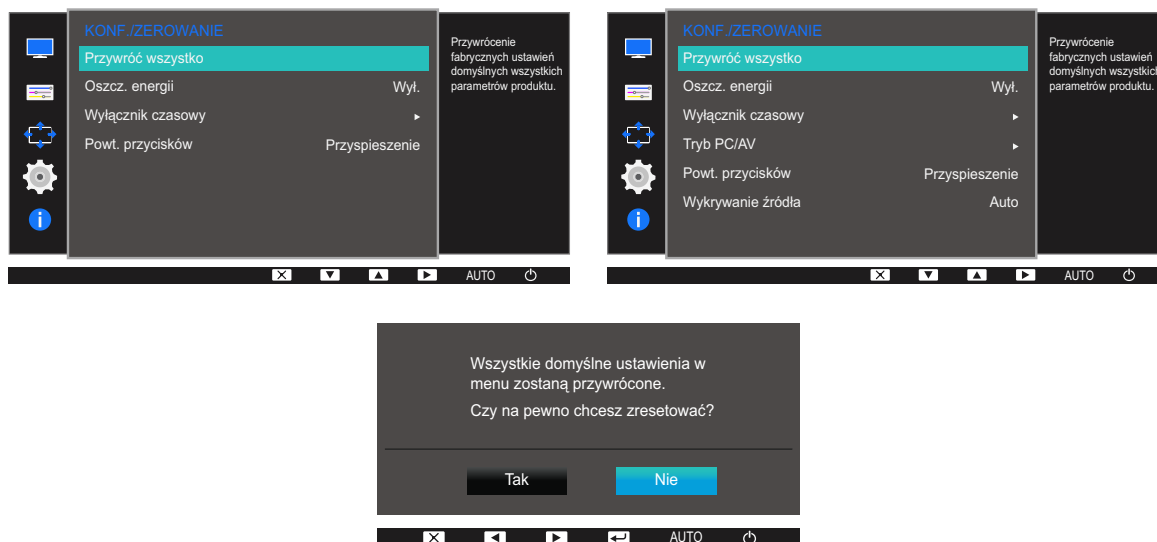 KONF./ZEROWANIE
Przywróć wszystko
Oszcz. energii Wył.
Wyłącznik czasowy
Powt. przycisków Przyspieszenie
Przywrócenie
fabrycznych ustawień
domyślnych wszystkich
parametrów produktu.
AUTO
KONF./ZEROWANIE
Przywróć wszystko
Oszcz. energii Wył.
Wyłącznik czasowy
Tryb PC/AV
Powt. przycisków Przyspieszenie
Wykrywanie źródła Auto
Przywrócenie
fabrycznych ustawień
domyślnych wszystkich
parametrów produktu.
AUTO
Wszystkie domyślne ustawienia w
menu zostaną przywrócone.
Czy na pewno chcesz zresetować?
Tak Nie
AUTO